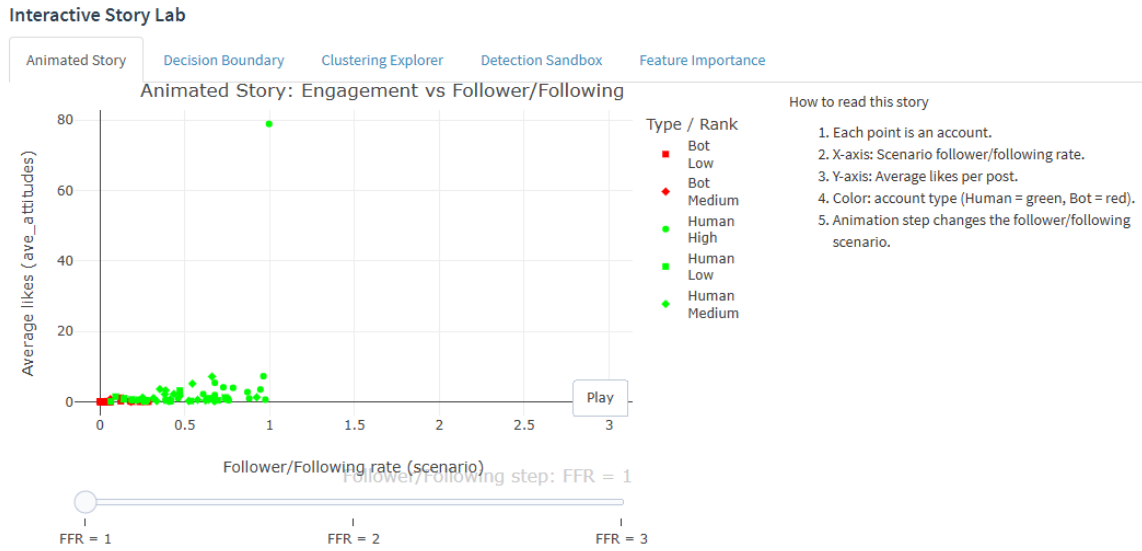 Interactive Story Lab
Animated Story
Decision Boundary
Clustering Explorer
Detection Sandbox
Feature Importance
Animated Story: Engagement vs Follower/Following
Average likes (ave_attitudes)
80
60
40
20
0
0
0.5
1
1.5
2
2.5
3
Type / Rank
Bot
Low
Bot
Medium
Human
High
Human
Low
Human
Medium
Play
Follower/Following rate (scenario)
Follower/Following step: FFR = 1
FFR = 1
FFR = 2
FFR = 3
How to read this story
1. Each point is an account.
2. X-axis: Scenario follower/following rate.
3. Y-axis: Average likes per post.
4. Color: account type (Human = green, Bot = red).
5. Animation step changes the follower/following
scenario.